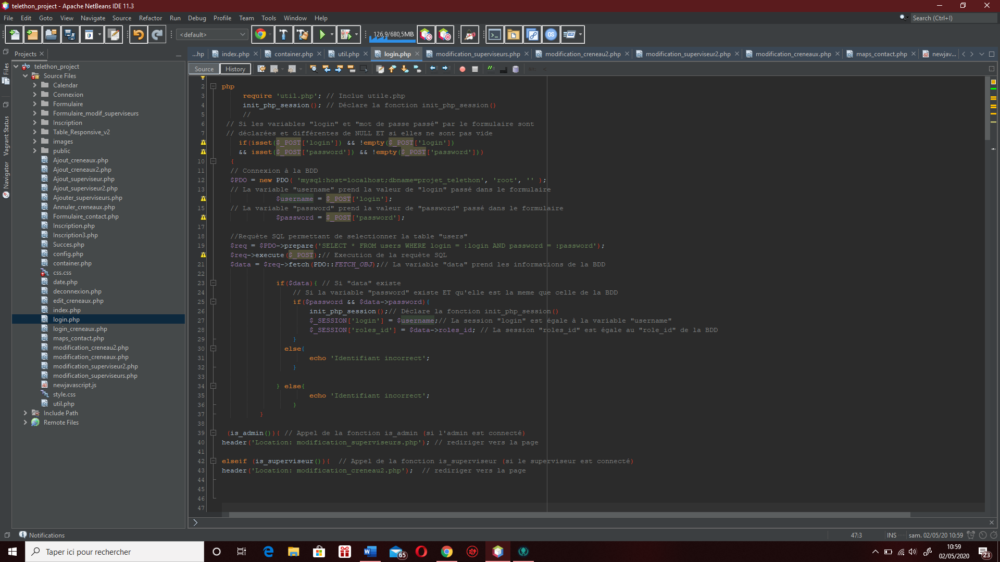 telethon_project - Apache NetBeans IDE 11.3
File Edit Goto View Navigate Source Refactor Run Debug Profile Team Tools Window Help
Search (Ctrl+I)
<default>
126,9/680,5MB
Projects
...hp index.php container.php util.php login.php modification_superviseurs.php modification_creneau2.php modification_superviseur2.php modification_creneaux.php maps_contact.php newjav...
Source History
Files
Vagrant Status
Navigator
telethon_project
Source Files
Calendar
Connexion
Formulaire
Formulaire_modif_superviseurs
Inscription
Table_Responsive_v2
images
public
Ajout_creneaux.php
Ajout_creneaux2.php
Ajout_superviseur.php
Ajout_superviseur2.php
Ajouter_superviseurs.php
Annuler_creneaux.php
Formulaire_contact.php
Inscription.php
Inscription3.php
Succes.php
config.php
container.php
css.css
date.php
deconnexion.php
edit_creneaux.php
index.php
login.php
login_creneaux.php
maps_contact.php
modification_creneau2.php
modification_creneaux.php
modification_superviseur2.php
modification_superviseurs.php
newjavascript.js
style.css
util.php
Include Path
Remote Files
2 php
3 require 'util.php'; // Inclue utile.php
4 init_php_session(); // Déclare la fonction init_php_session()
5 //
6 // Si les variables "login" et "mot de passe passé" par le formulaire sont
7 // déclarées et différentes de NULL ET si elles ne sont pas vide
if(isset($_POST['login']) && !empty($_POST['login'])
&& isset($_POST['password']) && !empty($_POST['password']))
10 {
11 // Connexion à la BDD
12 $PDO = new PDO( 'mysql:host=localhost;dbname=projet_telethon', 'root', '' );
13 // La variable "username" prend la valeur de "login" passé dans le formulaire
$username = $_POST['login'];
15 // La variable "password" prend la valeur de "password" passé dans le formulaire
$password = $_POST['password'];
17
18 //Requète SQL permettant de selectionner la table "users"
19 $req = $PDO->prepare('SELECT * FROM users WHERE login = :login AND password = :password');
$req->execute($_POST);// Execution de la requète SQL
21 $data = $req->fetch(PDO::FETCH_OBJ);// La variable "data" prend les informations de la BDD
22
23 if($data){ // Si "data" existe
24 // Si la variable "password" existe ET qu'elle est la meme que celle de la BDD
25 if($password && $data->password){
26 init_php_session();// Déclare la fonction init_php_session()
27 $_SESSION['login'] = $username;// La session "login" est égale à la variable "username"
28 $_SESSION['roles_id'] = $data->roles_id; // La session "roles_id" est égale au "role_id" de la BDD
29 }
30 else{
31 echo 'Identifiant incorrect';
32 }
33
34 } else{
35 echo 'Identifiant incorrect';
36 }
37 }
38
39 (is_admin()){ // Appel de la fonction is_admin (si l'admin est connecté)
40 header('Location: modification_superviseurs.php'); // rediriger vers la page
41
42 elseif (is_superviseur()){ // Appel de la fonction is_superviseur (si le superviseur est connecté)
43 header('Location: modification_creneau2.php'); // rediriger vers la page
44
45
46
47
Notifications
47:3 INS sam. 02/05/20 10:59
Taper ici pour rechercher
65
10:59
02/05/2020
23